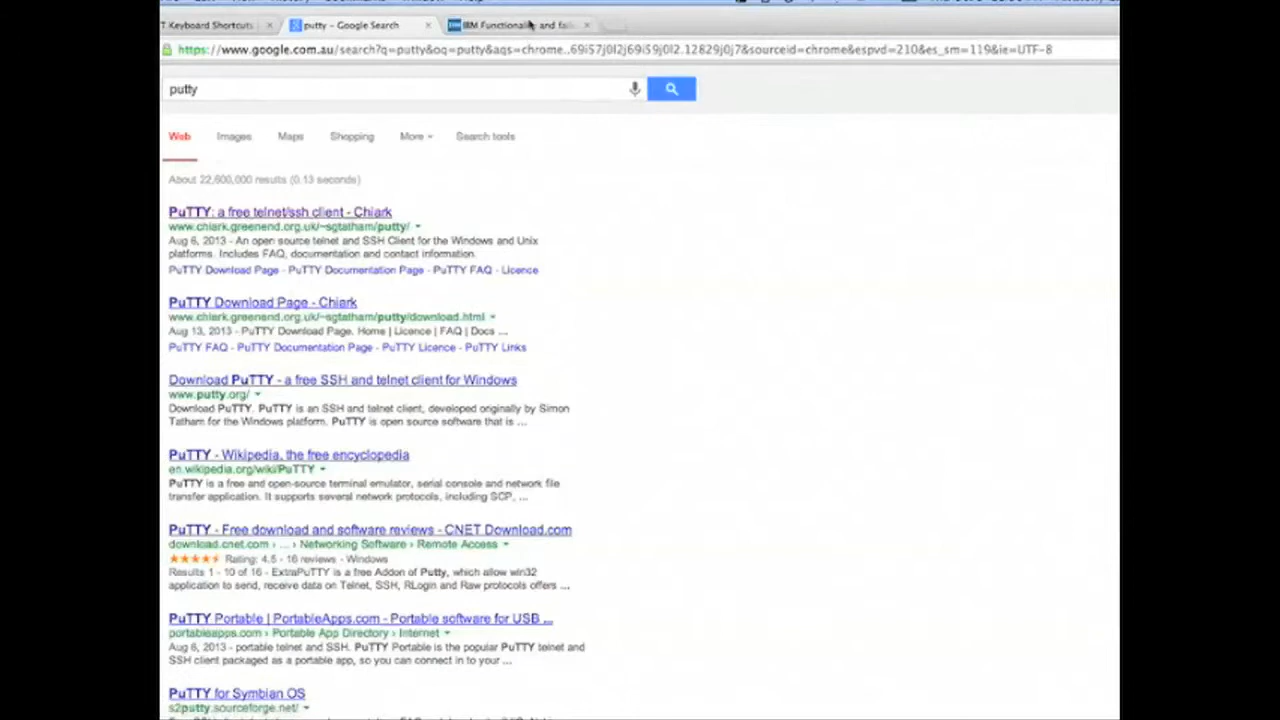 T Keyboard Shortcuts
putty - Google Search
IBM Functionality and fai
https://www.google.com.au/search?q=putty&oq=putty&aqs=chrome..69i57j0l2j69i59j0l2.12829j0j7&sourceid=chrome&espvd=210&es_sm=119&ie=UTF-8
putty
Web Images Maps Shopping More Search tools
About 22,600,000 results (0.13 seconds)
PuTTY: a free telnet/ssh client - Chiark
www.chiark.greenend.org.uk/~sgtatham/putty/
Aug 6, 2013 - An open source telnet and SSH Client for the Windows and Unix
platforms. Includes FAQ, documentation and contact information.
PuTTY Download Page - PuTTY Documentation Page - PuTTY FAQ - Licence
PuTTY Download Page - Chiark
www.chiark.greenend.org.uk/~sgtatham/putty/download.html
Aug 13, 2013 - PuTTY Download Page. Home | Licence | FAQ | Docs ...
PuTTY FAQ - PuTTY Documentation Page - PuTTY Licence - PuTTY Links
Download PuTTY - a free SSH and telnet client for Windows
www.putty.org/
Download PuTTY. PuTTY is an SSH and telnet client, developed originally by Simon
Tatham for the Windows platform. PuTTY is open source software that is ...
PuTTY - Wikipedia, the free encyclopedia
en.wikipedia.org/wiki/PuTTY
PuTTY is a free and open-source terminal emulator, serial console and network file
transfer application. It supports several network protocols, including SCP, ...
PuTTY - Free download and software reviews - CNET Download.com
download.cnet.com › ... › Networking Software › Remote Access
Rating: 4.5 - 16 reviews - Windows
Results 1 - 10 of 16 - ExtraPuTTY is a free Addon of Putty, which allow win32
application to send, receive data on Telnet, SSH, RLogin and Raw protocols offers ...
PuTTY Portable | PortableApps.com - Portable software for USB ...
portableapps.com › Portable App Directory › Internet
Aug 6, 2013 - portable telnet and SSH. PuTTY Portable is the popular PuTTY telnet and
SSH client packaged as a portable app, so you can connect in to your ...
PuTTY for Symbian OS
s2putty.sourceforge.net/